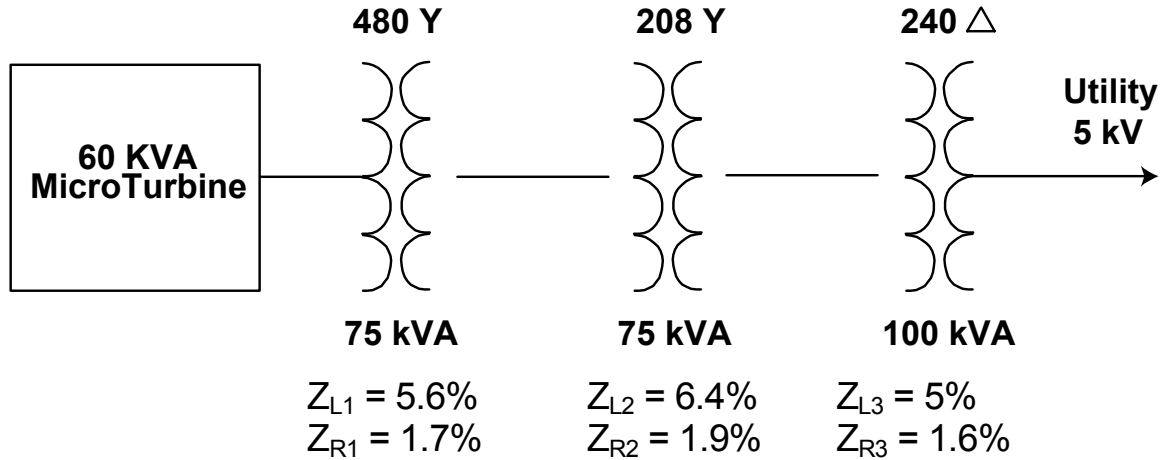 480 Y
208 Y
240 △
60 KVA
MicroTurbine
Utility
5 kV
75 kVA
75 kVA
100 kVA
Z_L1 = 5.6%
Z_R1 = 1.7%
Z_L2 = 6.4%
Z_R2 = 1.9%
Z_L3 = 5%
Z_R3 = 1.6%